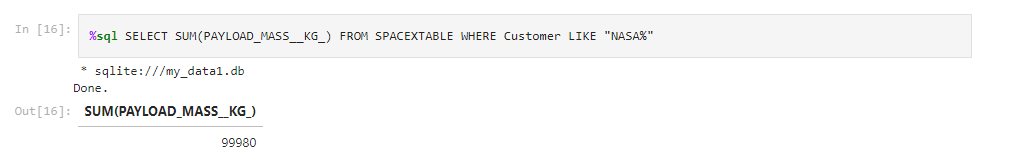 In [16]: %sql SELECT SUM(PAYLOAD_MASS__KG_) FROM SPACEXTABLE WHERE Customer LIKE "NASA%"
* sqlite:///my_data1.db
Done.
Out[16]: SUM(PAYLOAD_MASS__KG_)
99980